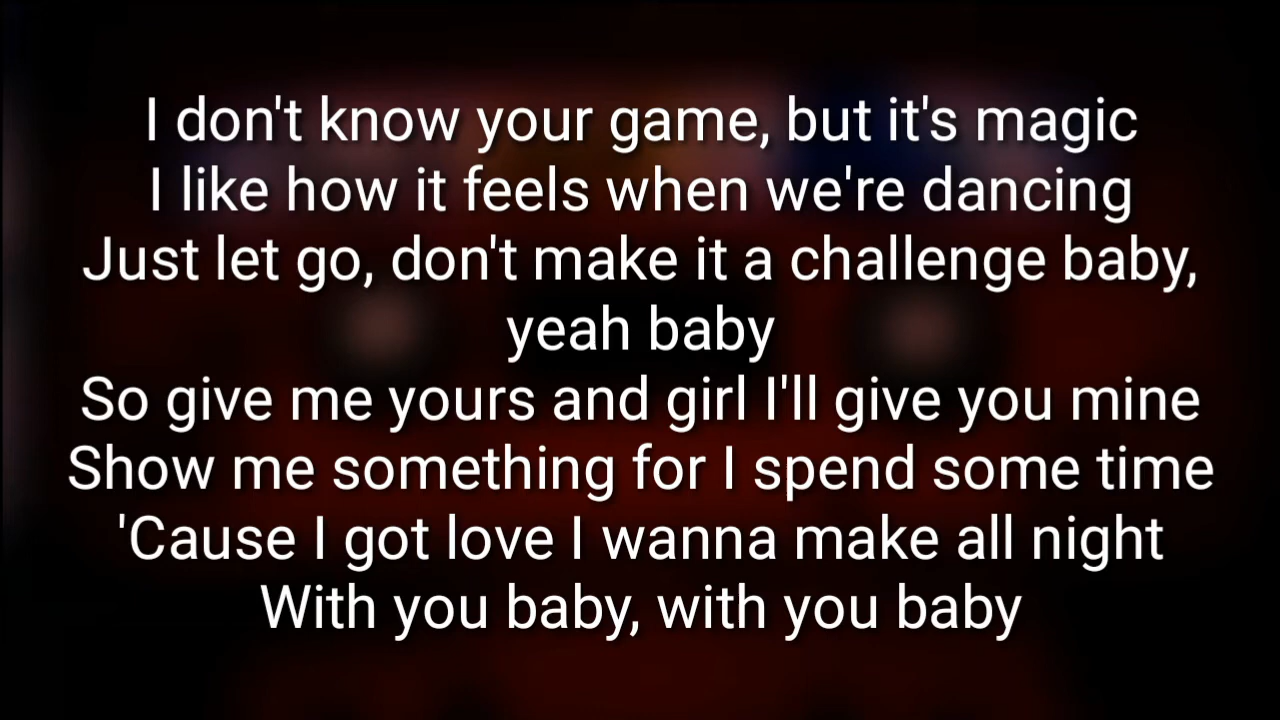 I don't know your game, but it's magic
I like how it feels when we're dancing
Just let go, don't make it a challenge baby,
yeah baby
So give me yours and girl I'll give you mine
Show me something for I spend some time
'Cause I got love I wanna make all night
With you baby, with you baby